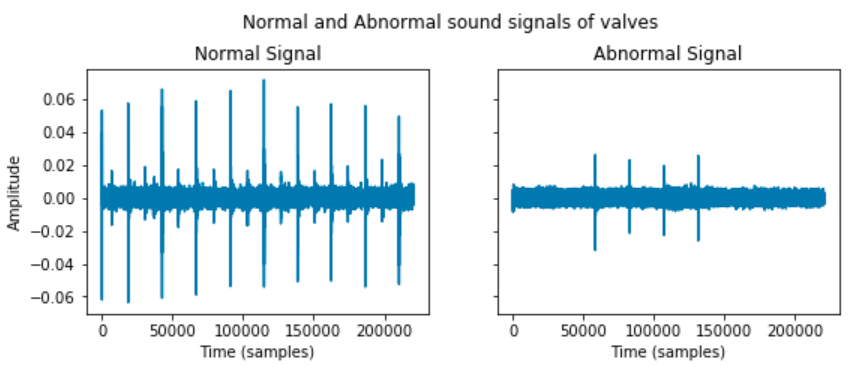 Normal and Abnormal sound signals of valves
Normal Signal
Abnormal Signal
Amplitude
0.06
0.04
0.02
0.00
−0.02
−0.04
−0.06
0 50000 100000 150000 200000
0 50000 100000 150000 200000
Time (samples)
Time (samples)